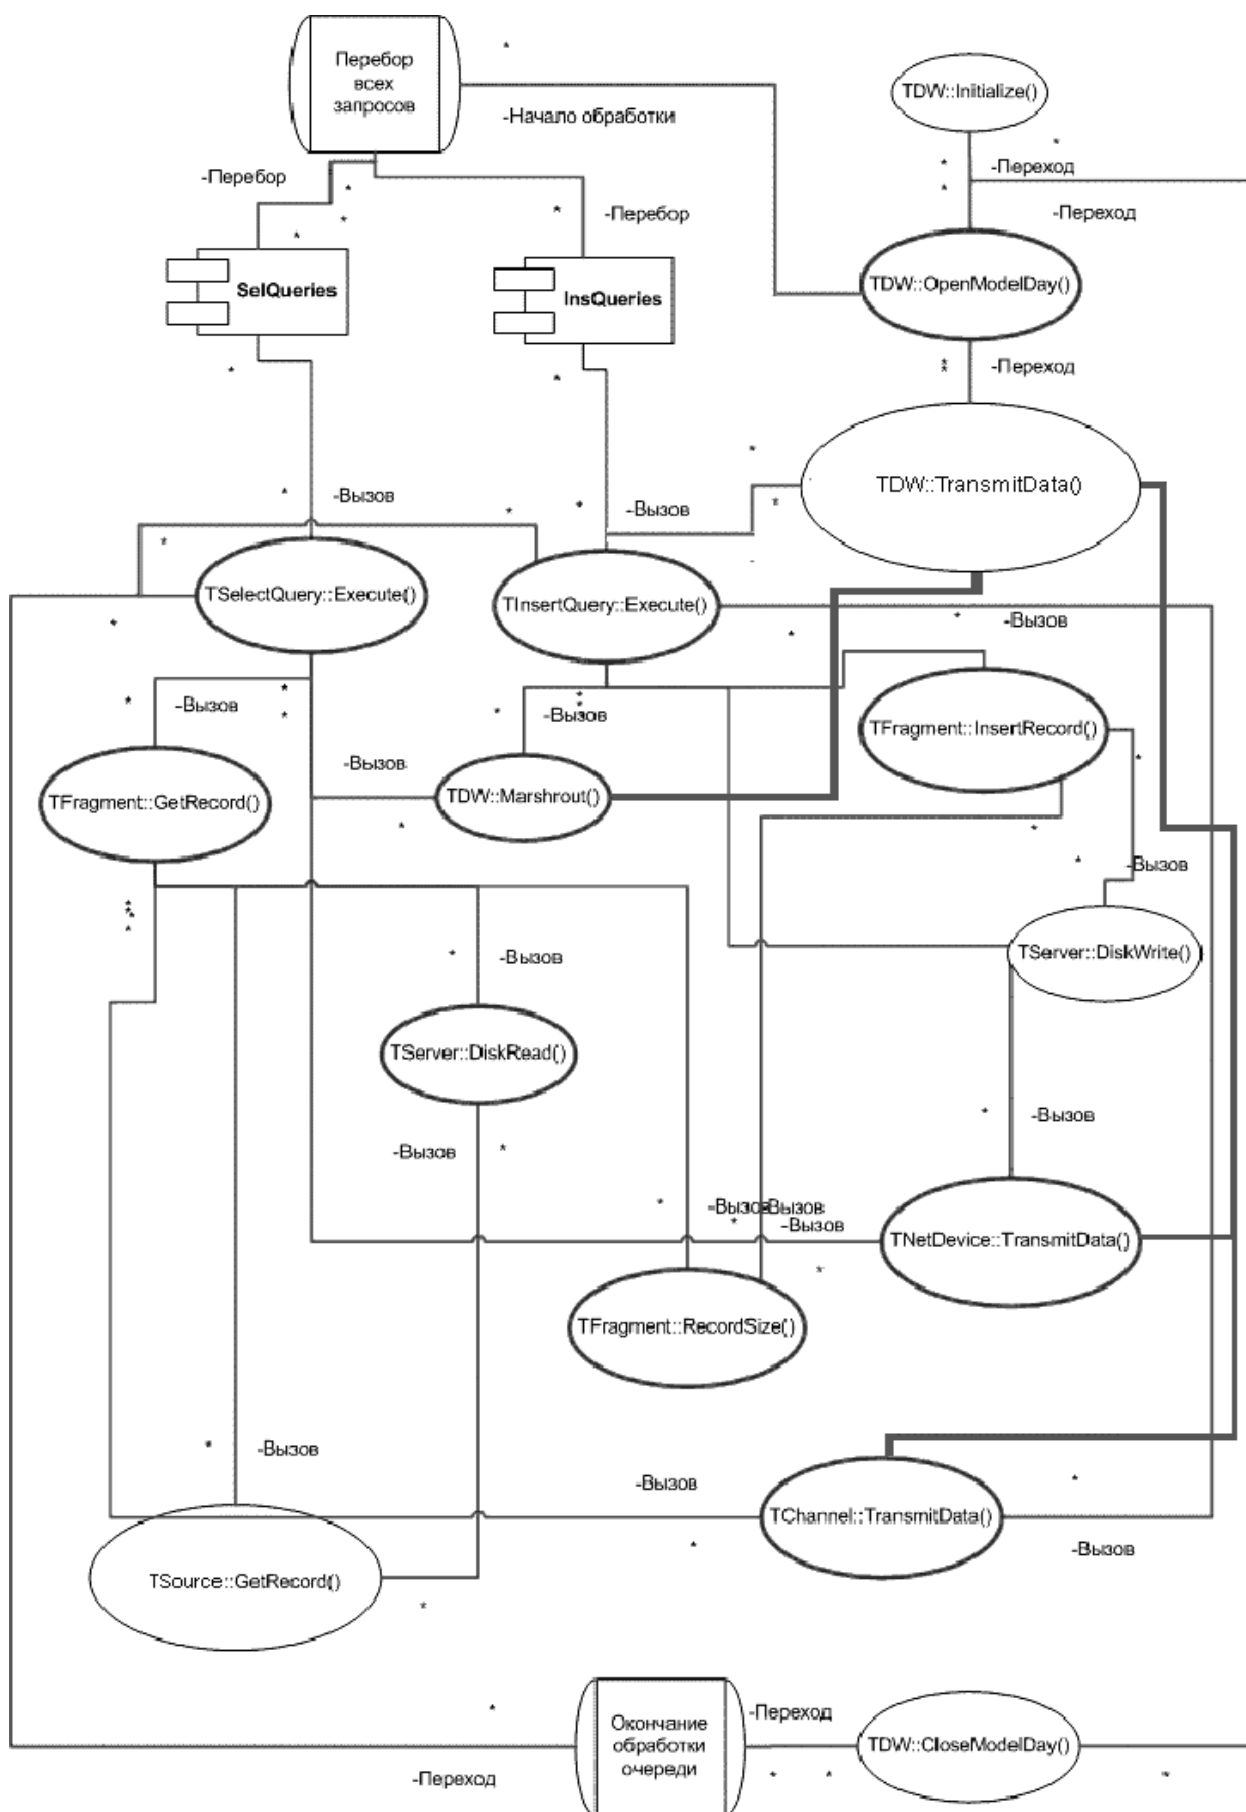 Перебор
всех
запросов
*
-Начало обработки
TDW::Initialize()
*
-Переход
*
*
-Переход
-Перебор
*
*
*
*
-Перебор
SelQueries
InsQueries
TDW::OpenModelDay()
*
*
*
*
-Переход
*
TDW::TransmitData()
*
-Вызов
*
*
-Вызов
*
*
TSelectQuery::Execute()
TInsertQuery::Execute()
*
*
*
-Вызов
*
-Вызов
*
*
*
-Вызов
*
*
TFragment::InsertRecord()
-Вызов
TFragment::GetRecord()
TDW::Marshrout()
*
*
*
*
-Вызов
*
*
*
*
*
-Вызов
TServer::DiskWrite()
TServer::DiskRead()
*
-Вызов
-Вызов
*
*
-Вызов
-Вызов
*
-Вызов
TNetDevice::TransmitData()
*
TFragment::RecordSize()
*
-Вызов
-Вызов
*
TChannel::TransmitData()
*
-Вызов
TSource::GetRecord()
*
*
-Переход
Окончание
обработки
очереди
TDW::CloseModelDay()
-Переход
*
*
*